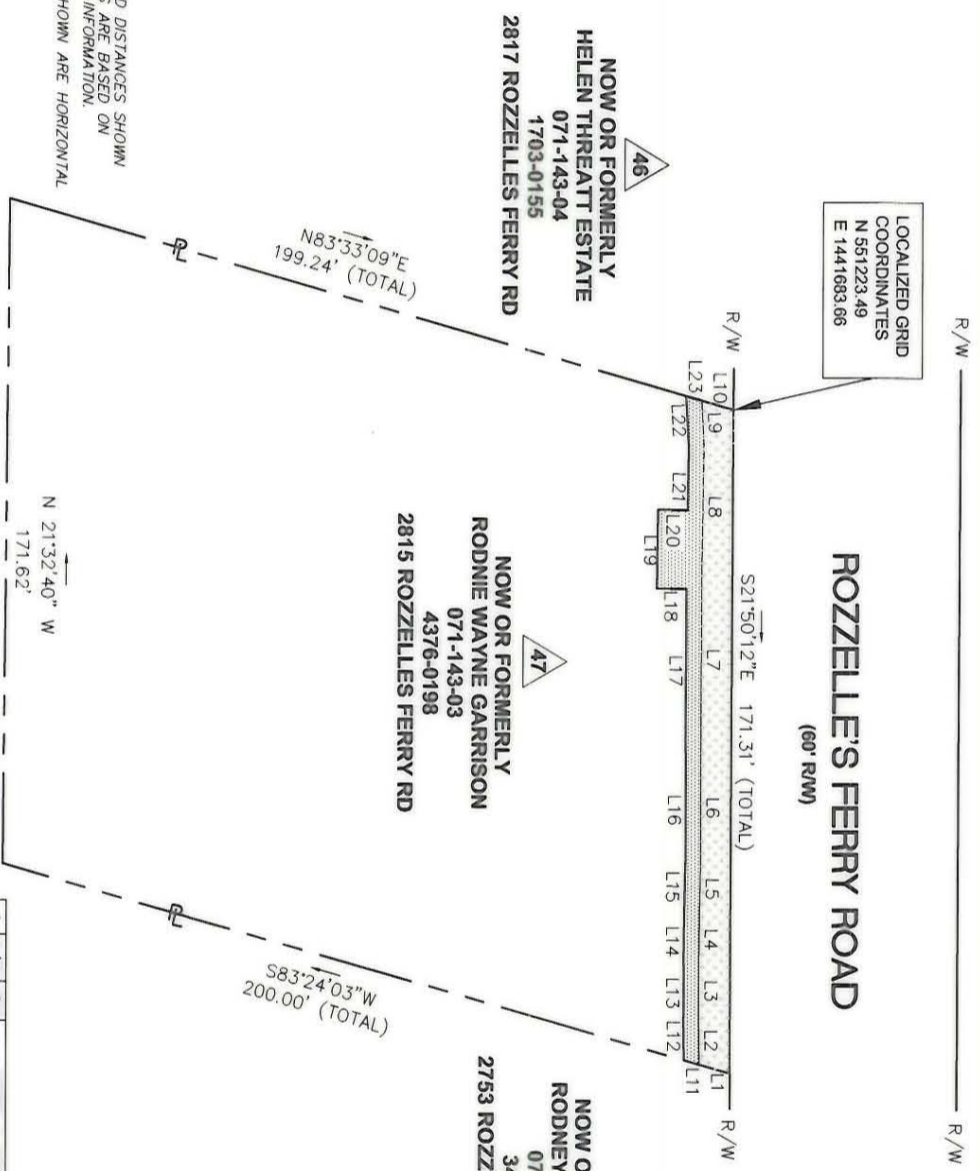 R/W
R/W
LOCALIZED GRID
COORDINATES
N 551223.49
E 1441683.66
ROZZELLE'S FERRY ROAD
(60' R/W)
R/W
R/W
S21°50'12"E 171.31' (TOTAL)
L10
L9
L8
L7
L6
L5
L4
L3
L2
L1
L23
L22
L21
L20
L19
L18
L17
L16
L15
L14
L13
L12
L11
46
NOW OR FORMERLY
HELEN THREATT ESTATE
071-143-04
1703-0155
2817 ROZZELLES FERRY RD
47
NOW OR FORMERLY
RODNIE WAYNE GARRISON
071-143-03
4376-0198
2815 ROZZELLES FERRY RD
NOW O
RODNEY
07
34
2753 ROZZ
N83°33'09"E
199.24' (TOTAL)
PL
S83°24'03"W
200.00' (TOTAL)
PL
N 21°32'40" W
171.62'
D DISTANCES SHOWN
S ARE BASED ON
INFORMATION.
HOWN ARE HORIZONTAL